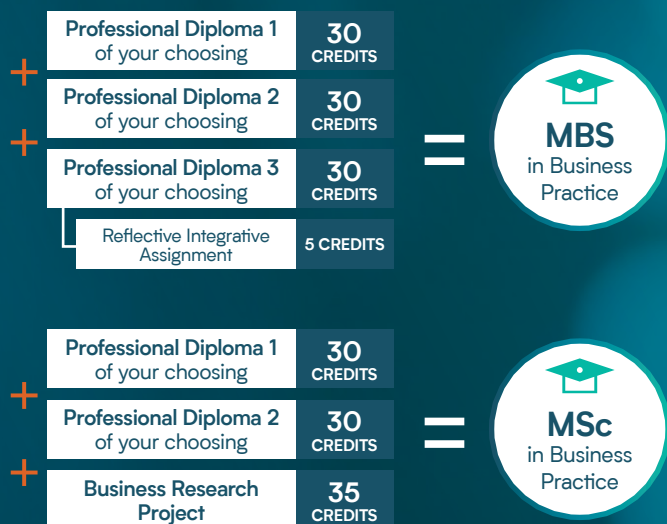 Professional Diploma 1
of your choosing
30
CREDITS
+
Professional Diploma 2
of your choosing
30
CREDITS
+
Professional Diploma 3
of your choosing
30
CREDITS
Reflective Integrative
Assignment
5 CREDITS
=
MBS
in Business
Practice
Professional Diploma 1
of your choosing
30
CREDITS
+
Professional Diploma 2
of your choosing
30
CREDITS
+
Business Research
Project
35
CREDITS
=
MSc
in Business
Practice